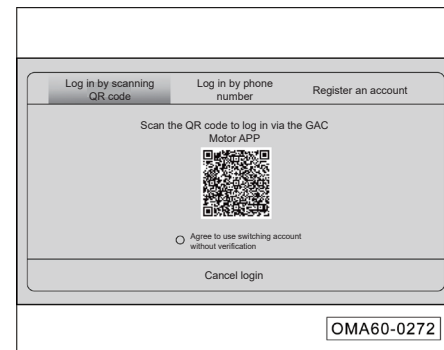 Log in by scanning
QR code
Log in by phone
number
Register an account
Scan the QR code to log in via the GAC
Motor APP
Agree to use switching account
without verification
Cancel login
OMA60-0272